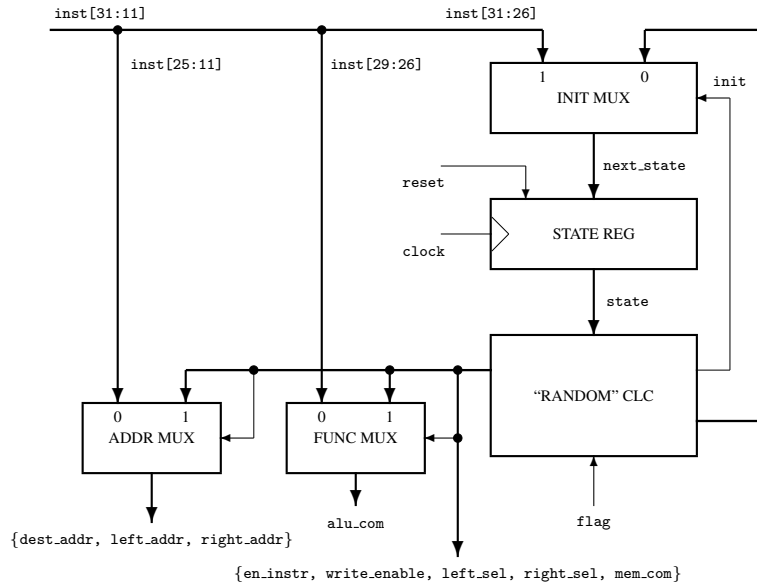 inst[31:11]
inst[31:26]
inst[25:11]
inst[29:26]
1 0
INIT MUX
init
next_state
reset
STATE REG
clock
state
"RANDOM" CLC
0 1
ADDR MUX
0 1
FUNC MUX
alu_com
flag
{dest_addr, left_addr, right_addr}
{en_instr, write_enable, left_sel, right_sel, mem_com}